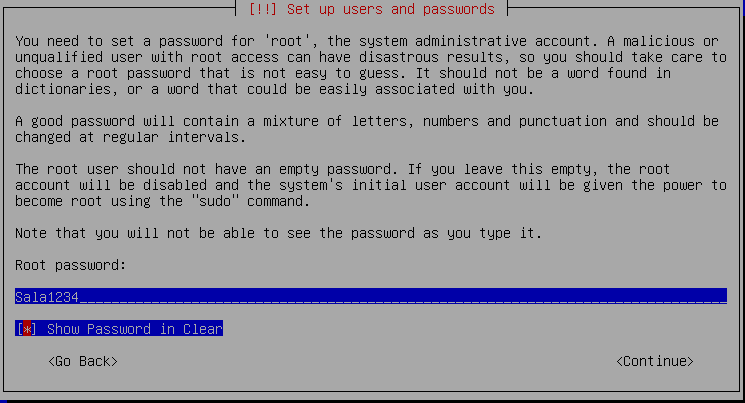 [!!] Set up users and passwords
You need to set a password for 'root', the system administrative account. A malicious or
unqualified user with root access can have disastrous results, so you should take care to
choose a root password that is not easy to guess. It should not be a word found in
dictionaries, or a word that could be easily associated with you.
A good password will contain a mixture of letters, numbers and punctuation and should be
changed at regular intervals.
The root user should not have an empty password. If you leave this empty, the root
account will be disabled and the system's initial user account will be given the power to
become root using the "sudo" command.
Note that you will not be able to see the password as you type it.
Root password:
Sala1234
[*] Show Password in Clear
<Go Back> <Continue>